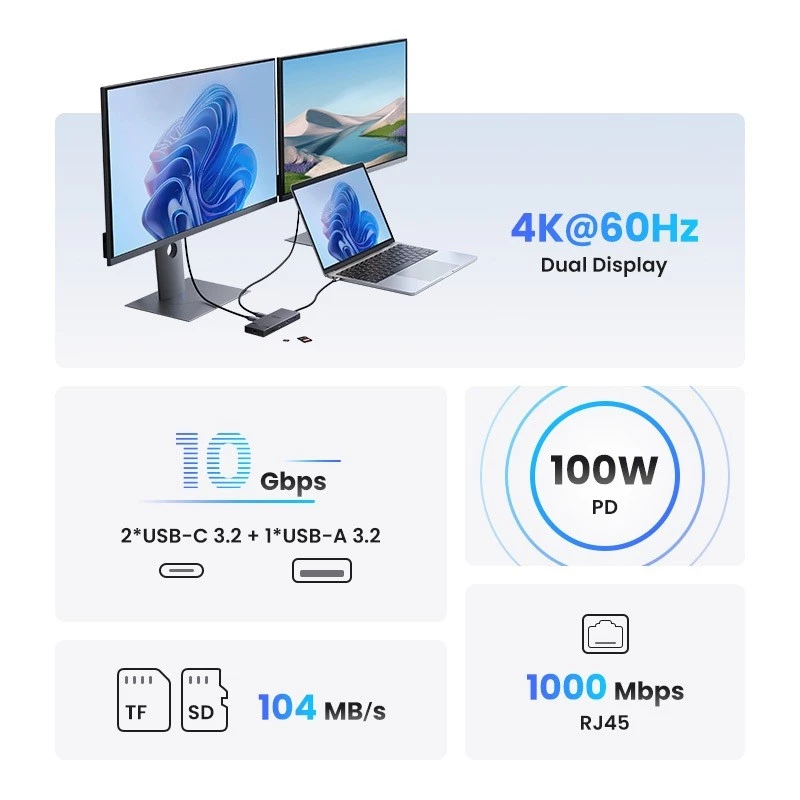 4K@60Hz
Dual Display
10 Gbps
2*USB-C 3.2 + 1*USB-A 3.2
100W
PD
TF SD 104 MB/s
1000 Mbps
RJ45